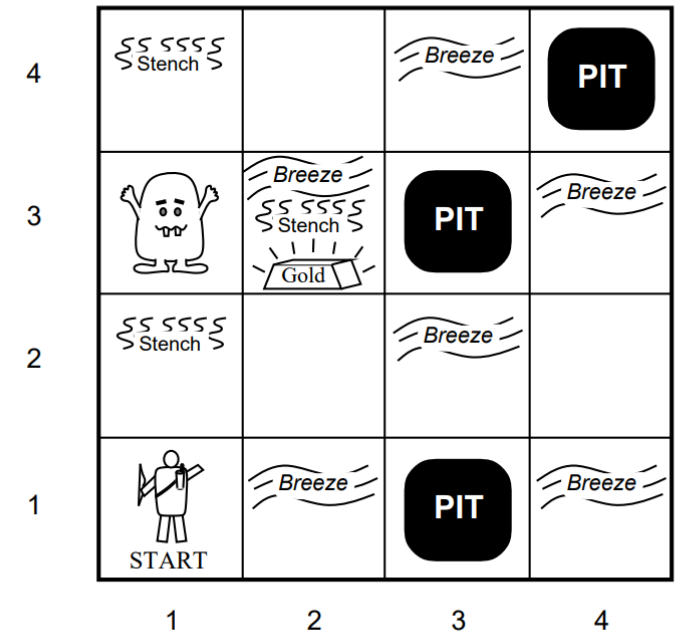 4
Stench
Breeze
PIT
3
Breeze
Stench
Gold
PIT
Breeze
2
Stench
Breeze
1
START
Breeze
PIT
Breeze
1
2
3
4